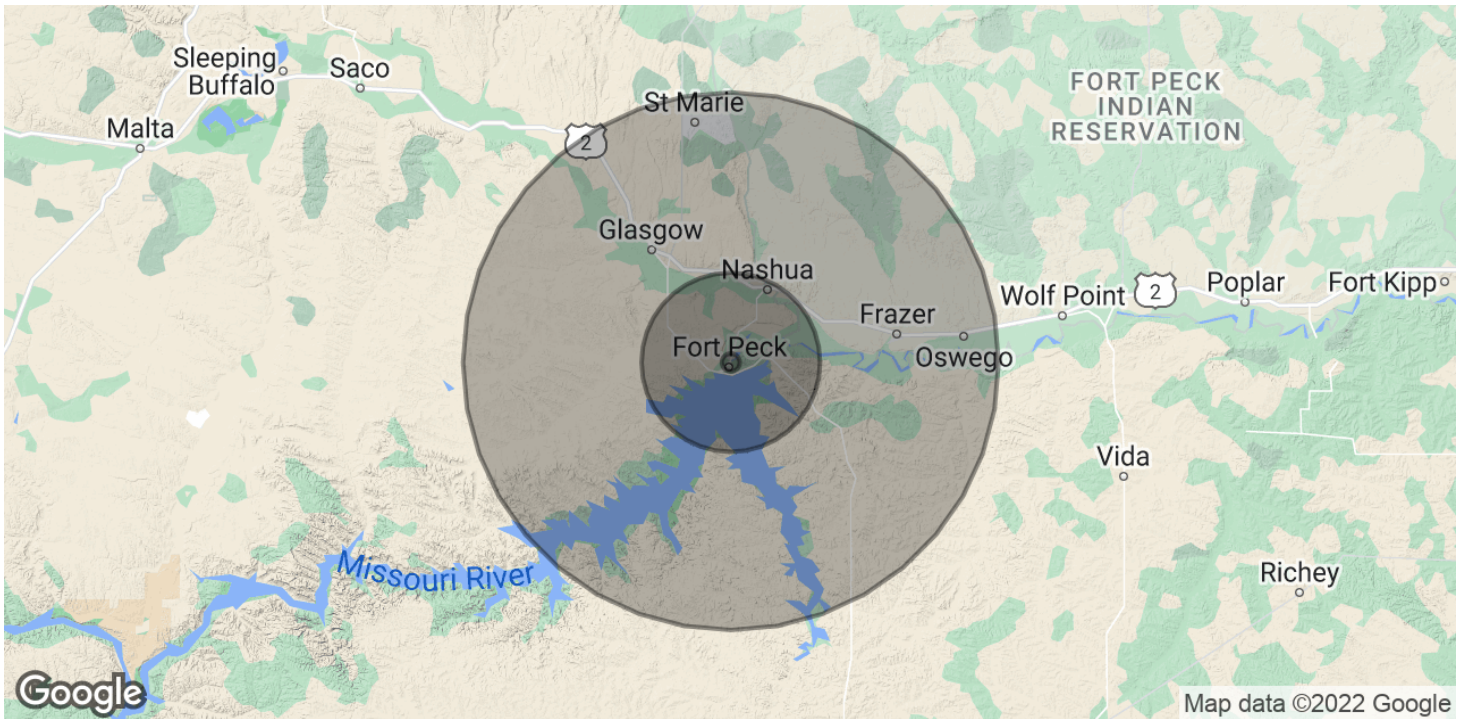 Sleeping
Buffalo
Saco
Malta
St Marie
2
FORT PECK
INDIAN
RESERVATION
Glasgow
Nashua
Frazer
Wolf Point
2
Poplar
Fort Kipp
Fort Peck
Oswego
Vida
Missouri River
Richey
Google
Map data ©2022 Google